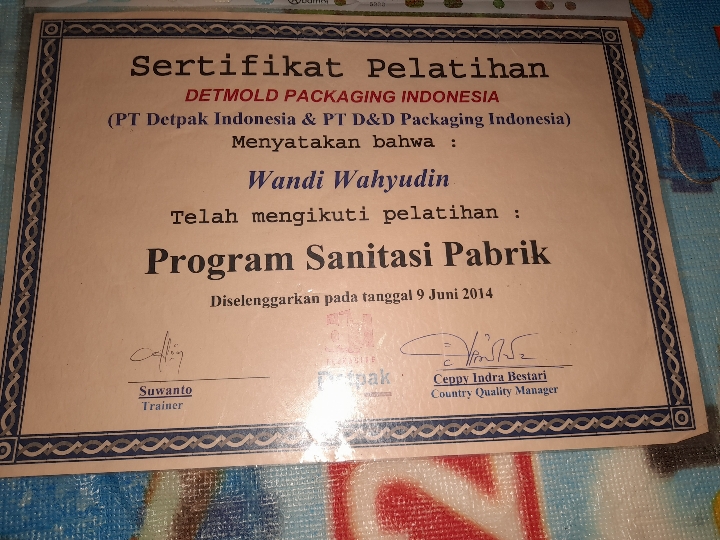 Sertifikat Pelatihan
DETMOLD PACKAGING INDONESIA
(PT Detpak Indonesia & PT D&D Packaging Indonesia)
Menyatakan bahwa :
Wandi Wahyudin
Telah mengikuti pelatihan :
Program Sanitasi Pabrik
Diselenggarkan pada tanggal 9 Juni 2014
Detpak
Suwanto
Trainer
Ceppy Indra Bestari
Country Quality Manager